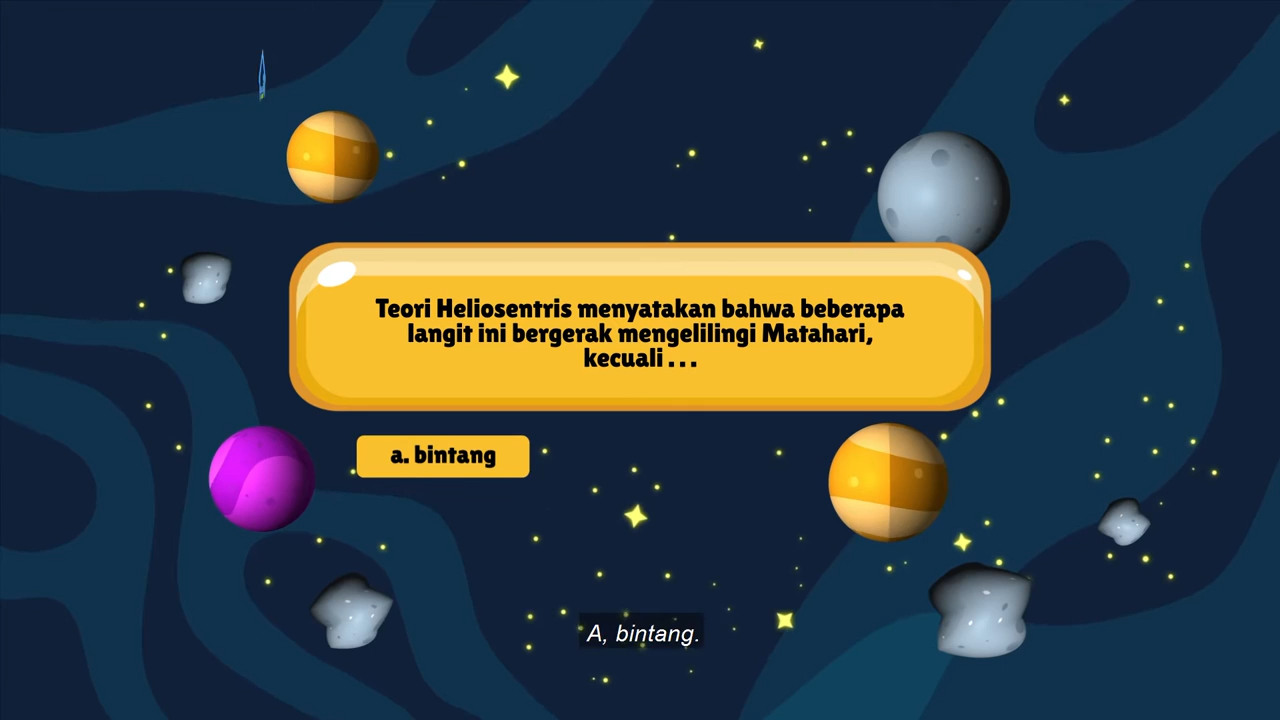 Teori Heliosentris menyatakan bahwa beberapa
langit ini bergerak mengelilingi Matahari,
kecuali . . .
a. bintang
A, bintang.